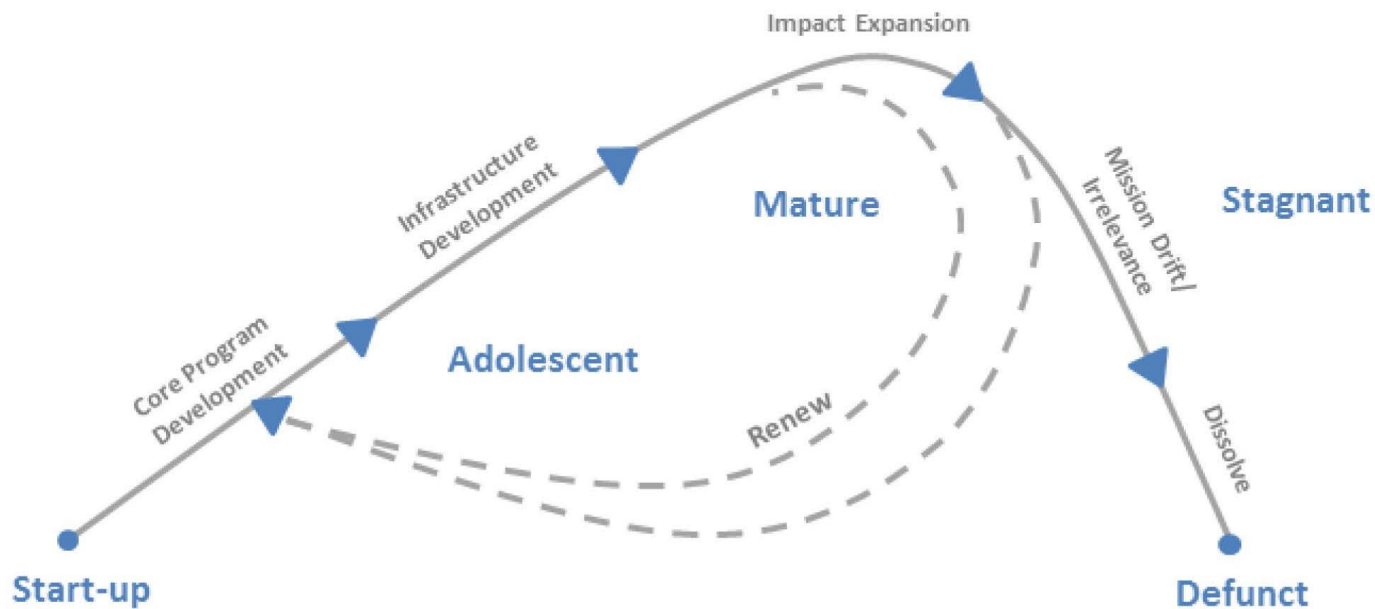 Impact Expansion
Infrastructure
Development
Mission Drift/
Irrelevance
Mature
Stagnant
Core Program
Development
Adolescent
Renew
Dissolve
Start-up
Defunct